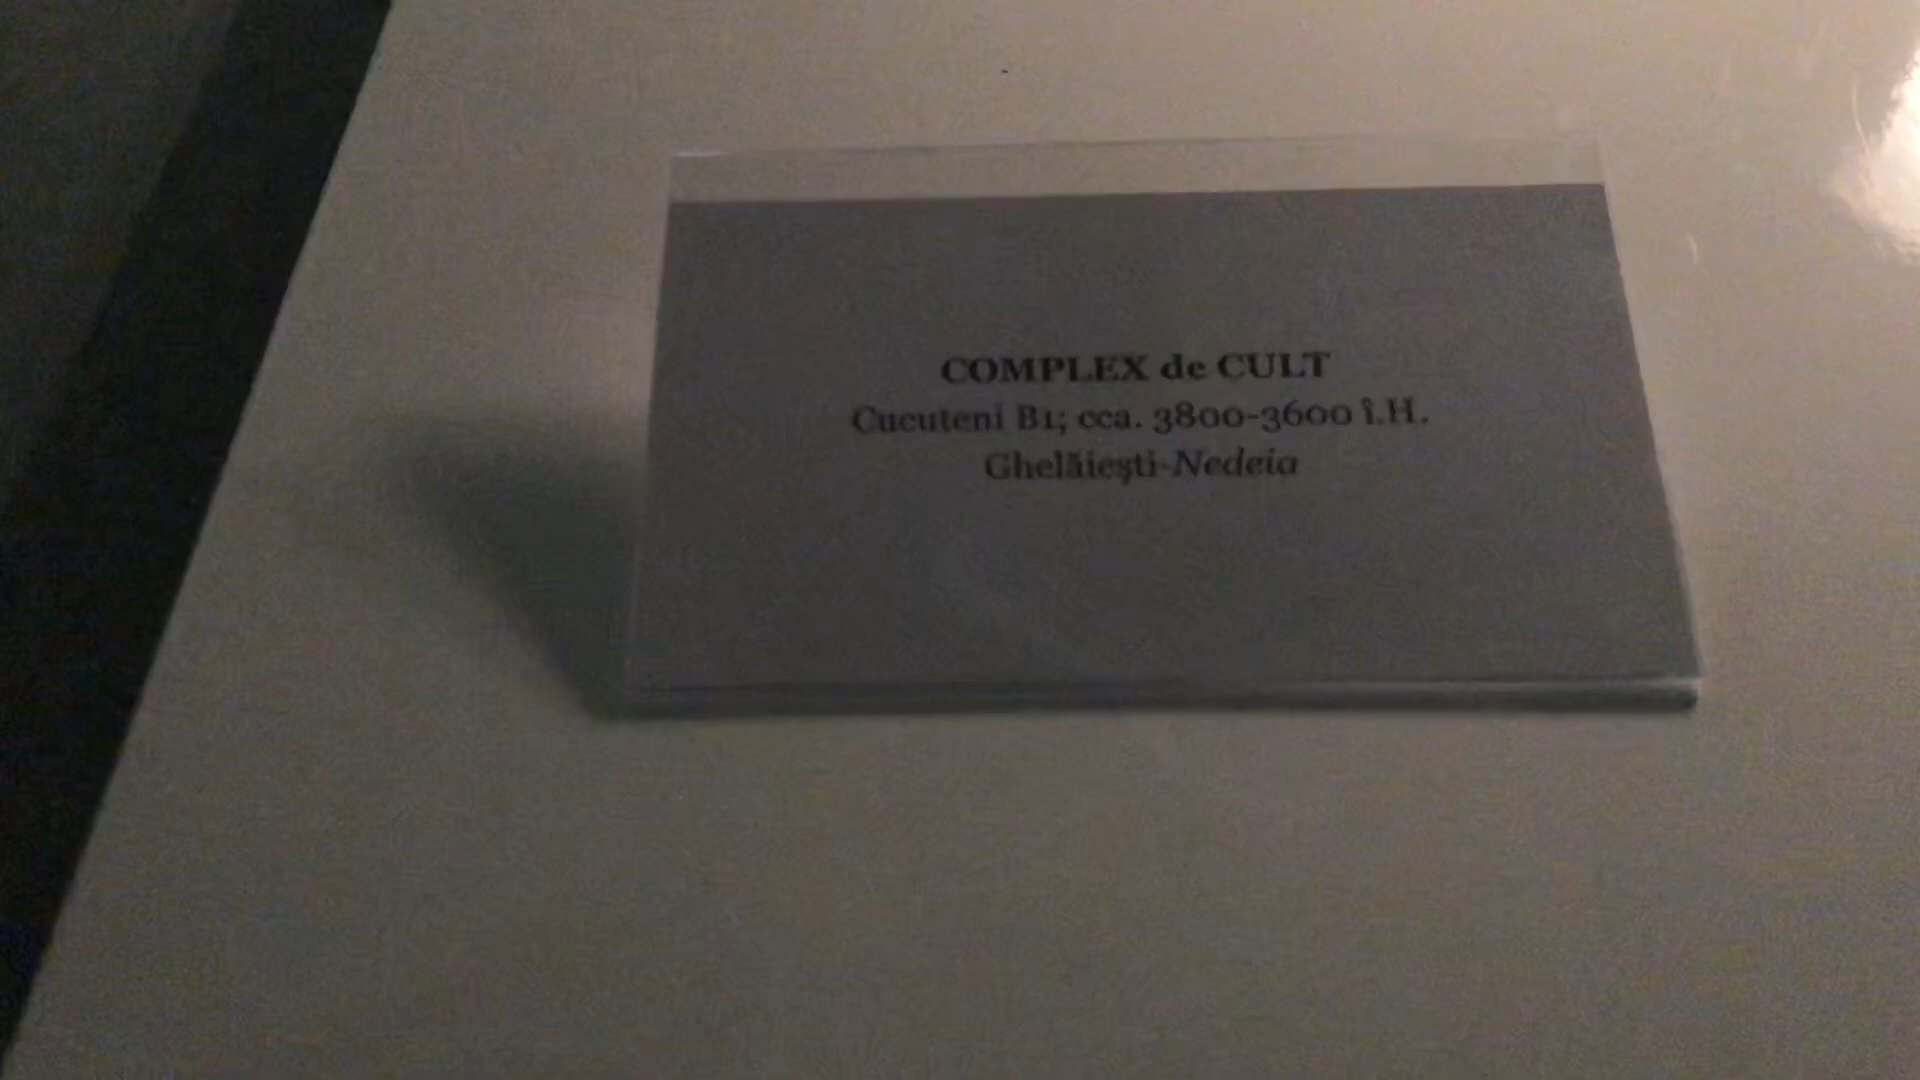 COMPLEX de CULT
Cucuteni B1; cca. 3800-3600 î.H.
Ghelăiești-Nedeia